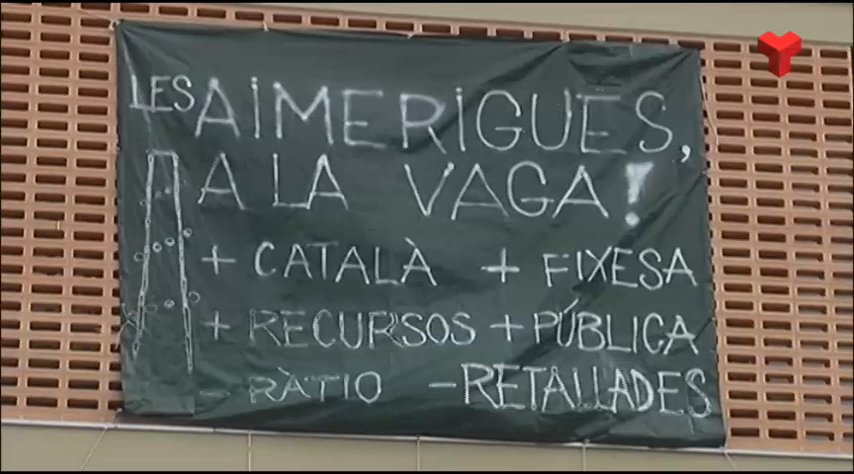 LES AIMERIGUES,
A LA VAGA!
+ CATALÀ + FIXESA
+ RECURSOS + PÚBLICA
- RÀTIO - RETALLADES